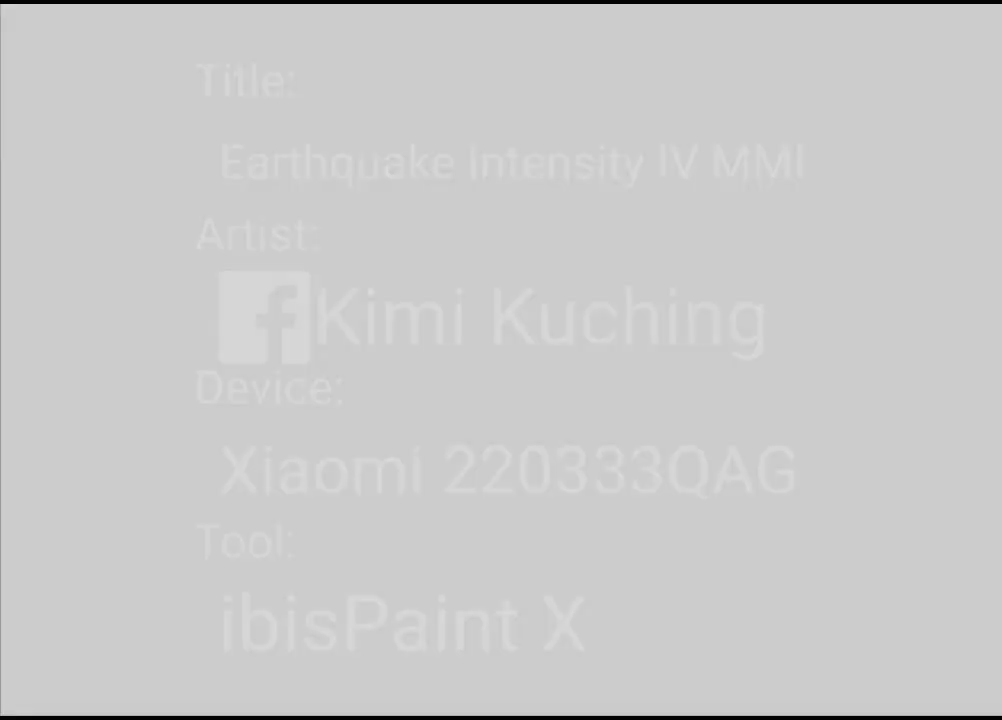 Title:
Earthquake Intensity IV MMI
Artist:
Kimi Kuching
Device:
Xiaomi 220333QAG
Tool:
ibisPaint X